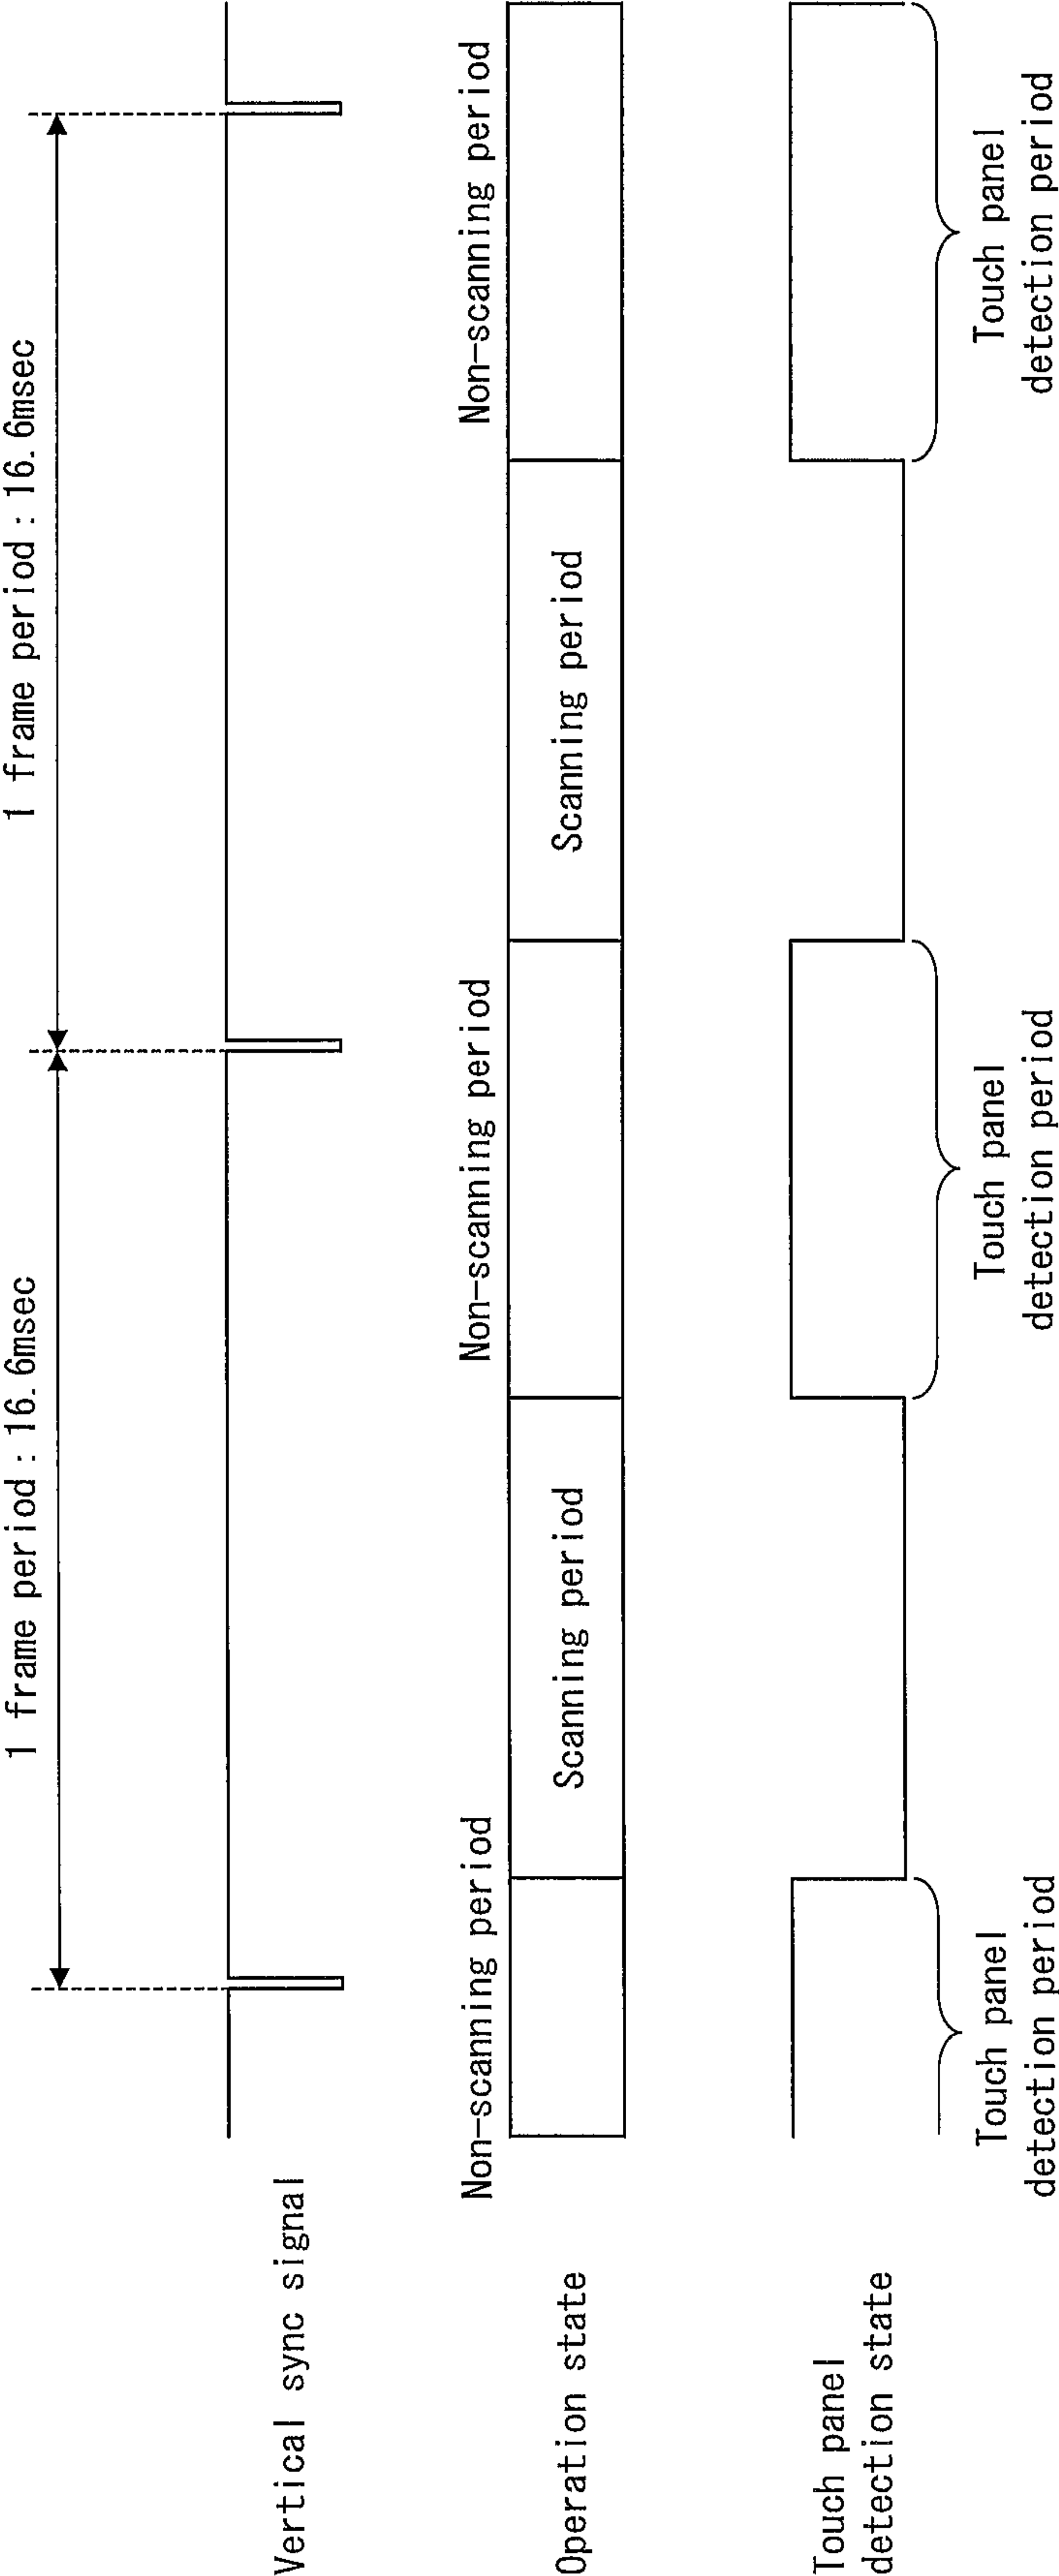 1 frame period : 16.6msec
1 frame period : 16.6msec
Vertical sync signal
Non-scanning period
Non-scanning period
Non-scanning period
Operation state
Scanning period
Scanning period
Touch panel
detection state
Touch panel
detection period
Touch panel
detection period
Touch panel
detection period